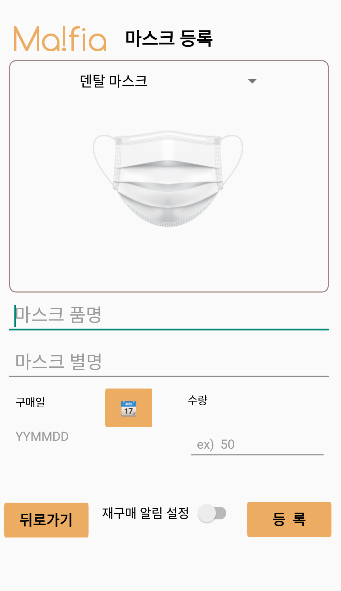 Ma!fia 마스크 등록
덴탈 마스크
마스크 품명
마스크 별명
구매일 17 수량
YYMMDD ex) 50
뒤로가기 재구매 알림 설정 등 록